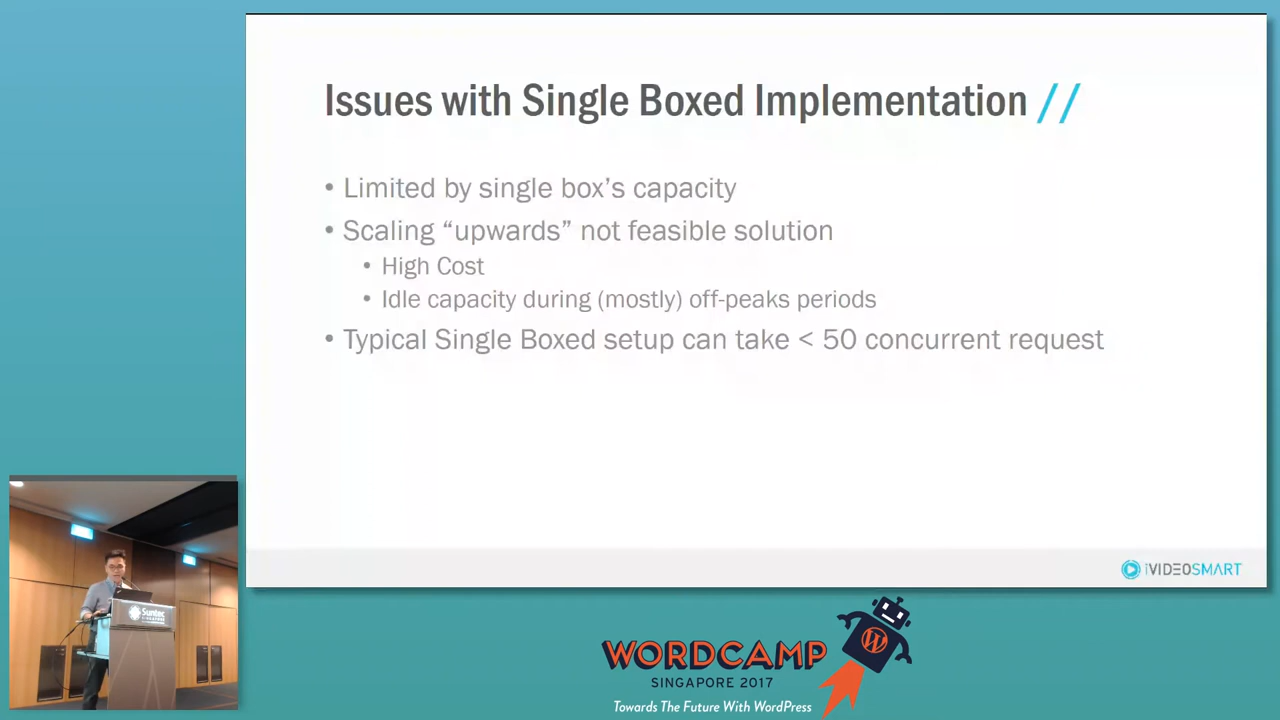 Issues with Single Boxed Implementation //
• Limited by single box’s capacity
• Scaling “upwards” not feasible solution
• High Cost
• Idle capacity during (mostly) off-peaks periods
• Typical Single Boxed setup can take < 50 concurrent request
iVIDEOSMART
Suntec
SINGAPORE
WORDCAMP
SINGAPORE 2017
Towards The Future With WordPress